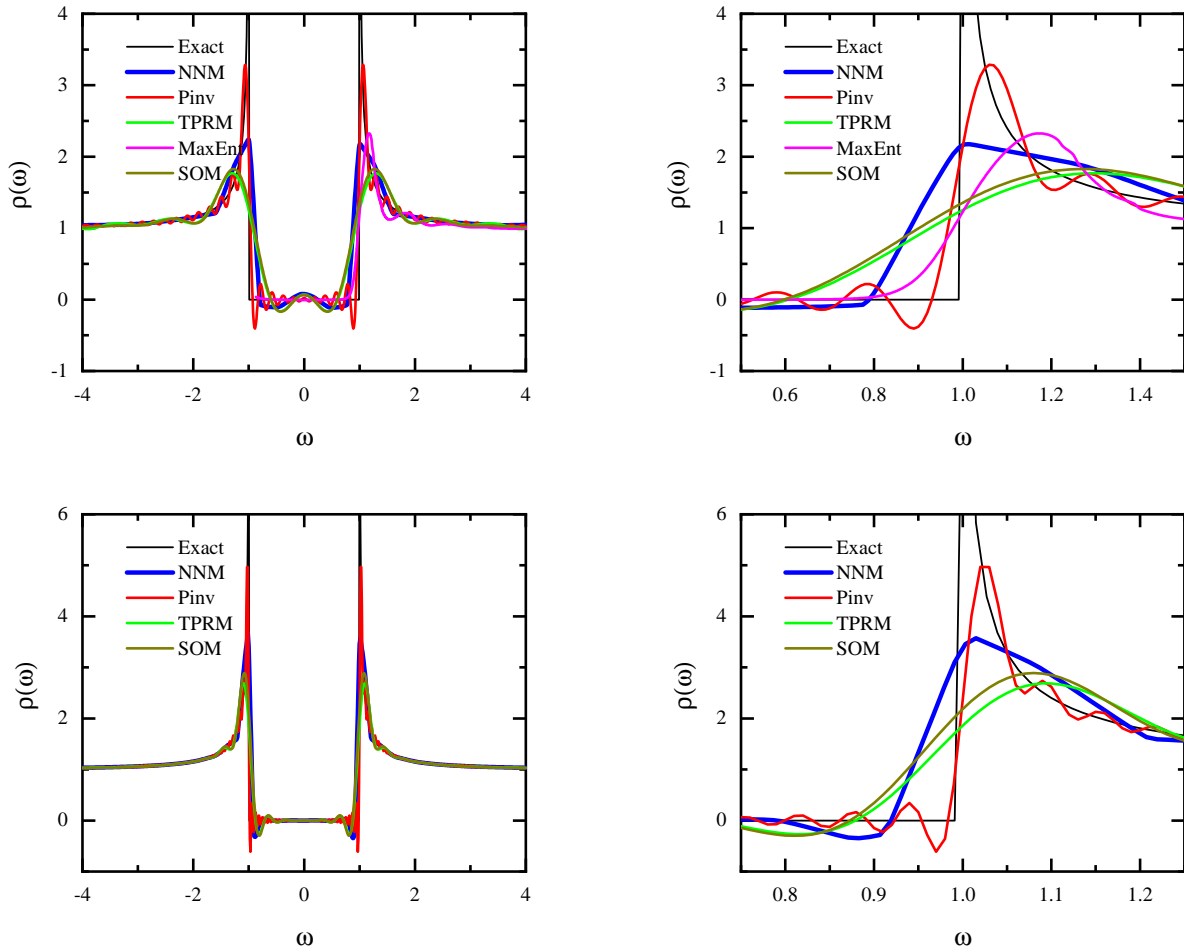 4
3
2
1
0
-1
ρ(ω)
Exact
NNM
Pinv
TPRM
MaxEnt
SOM
-4
-2
0
2
4
ω
4
3
2
1
0
-1
ρ(ω)
Exact
NNM
Pinv
TPRM
MaxEnt
SOM
0.6
0.8
1.0
1.2
1.4
ω
6
4
2
0
ρ(ω)
Exact
NNM
Pinv
TPRM
SOM
-4
-2
0
2
4
ω
6
4
2
0
ρ(ω)
Exact
NNM
Pinv
TPRM
SOM
0.8
0.9
1.0
1.1
1.2
ω